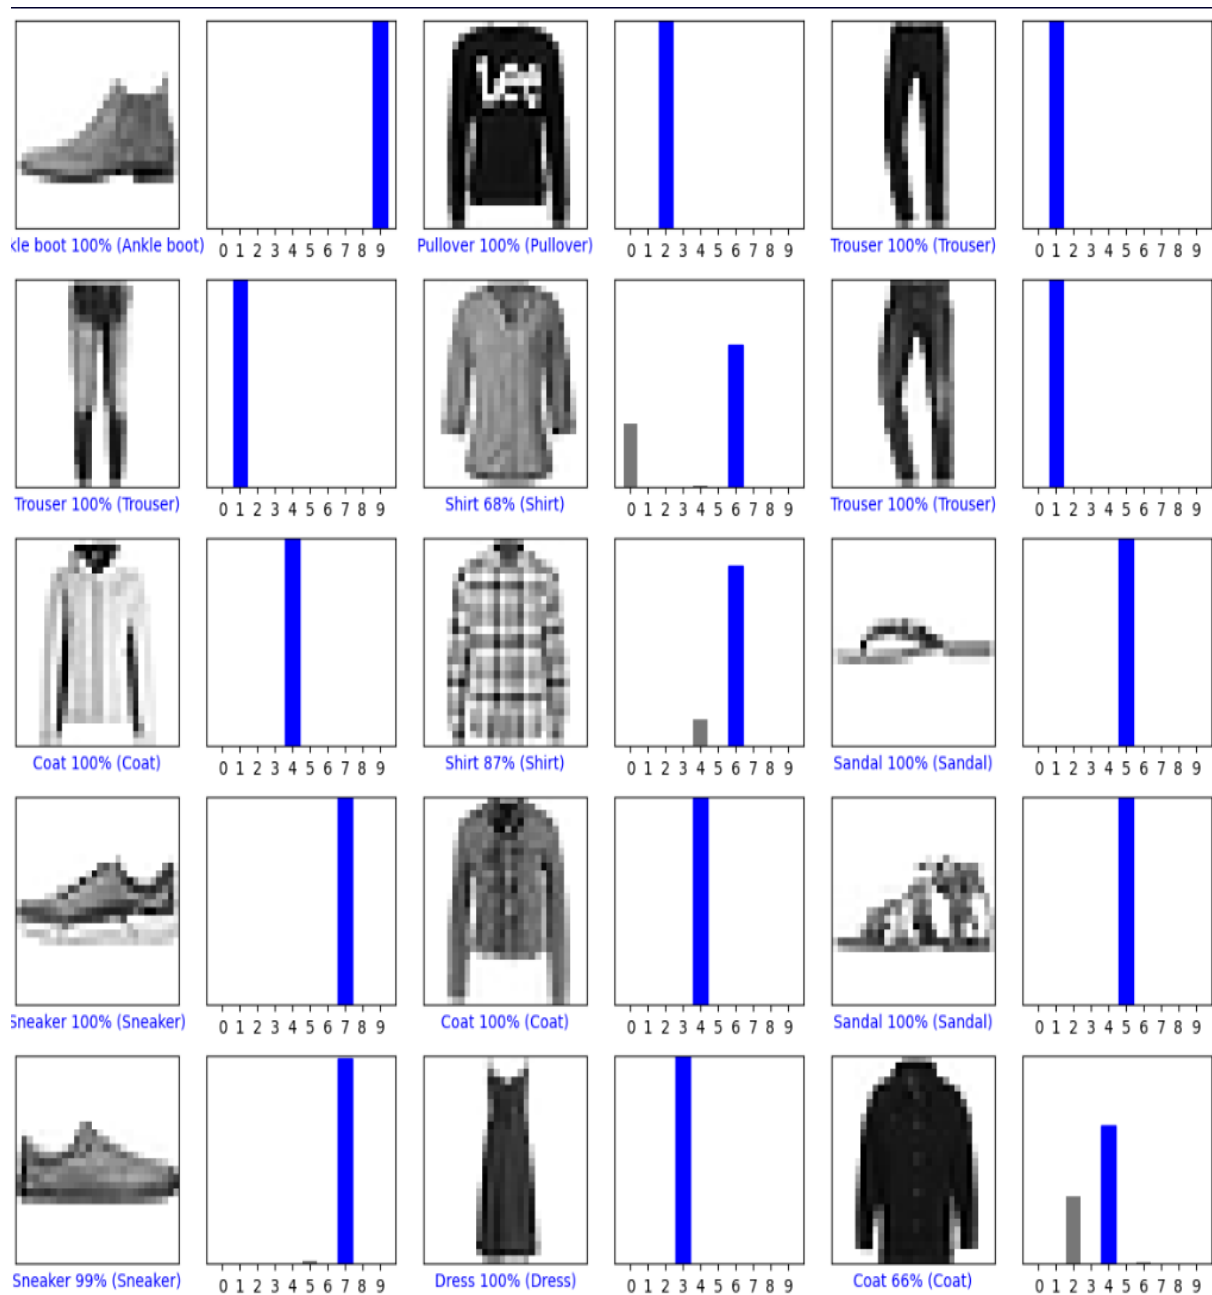 Lee
0 1 2 3 4 5 6 7 8 9
0 1 2 3 4 5 6 7 8 9
0 1 2 3 4 5 6 7 8 9
kle boot 100% (Ankle boot)
Pullover 100% (Pullover)
Trouser 100% (Trouser)
0 1 2 3 4 5 6 7 8 9
0 1 2 3 4 5 6 7 8 9
0 1 2 3 4 5 6 7 8 9
Trouser 100% (Trouser)
Shirt 68% (Shirt)
Trouser 100% (Trouser)
0 1 2 3 4 5 6 7 8 9
0 1 2 3 4 5 6 7 8 9
0 1 2 3 4 5 6 7 8 9
Coat 100% (Coat)
Shirt 87% (Shirt)
Sandal 100% (Sandal)
0 1 2 3 4 5 6 7 8 9
0 1 2 3 4 5 6 7 8 9
0 1 2 3 4 5 6 7 8 9
Sneaker 100% (Sneaker)
Coat 100% (Coat)
Sandal 100% (Sandal)
0 1 2 3 4 5 6 7 8 9
0 1 2 3 4 5 6 7 8 9
0 1 2 3 4 5 6 7 8 9
Sneaker 99% (Sneaker)
Dress 100% (Dress)
Coat 66% (Coat)